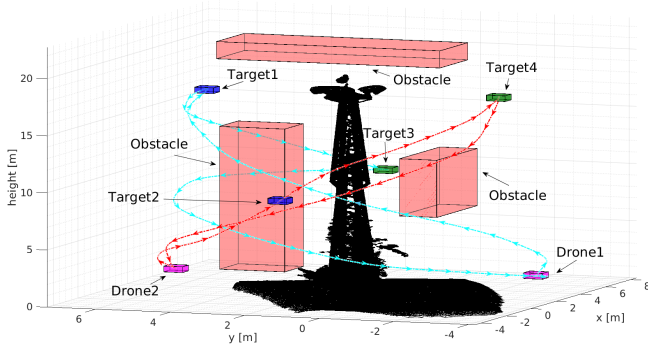 Target1
Target4
Obstacle
Target3
Obstacle
Obstacle
Target2
Drone1
Drone2
height [m]
20
15
10
5
0
6
4
2
0
-2
-4
y [m]
-4
-2
0
2
4
6
8
x [m]